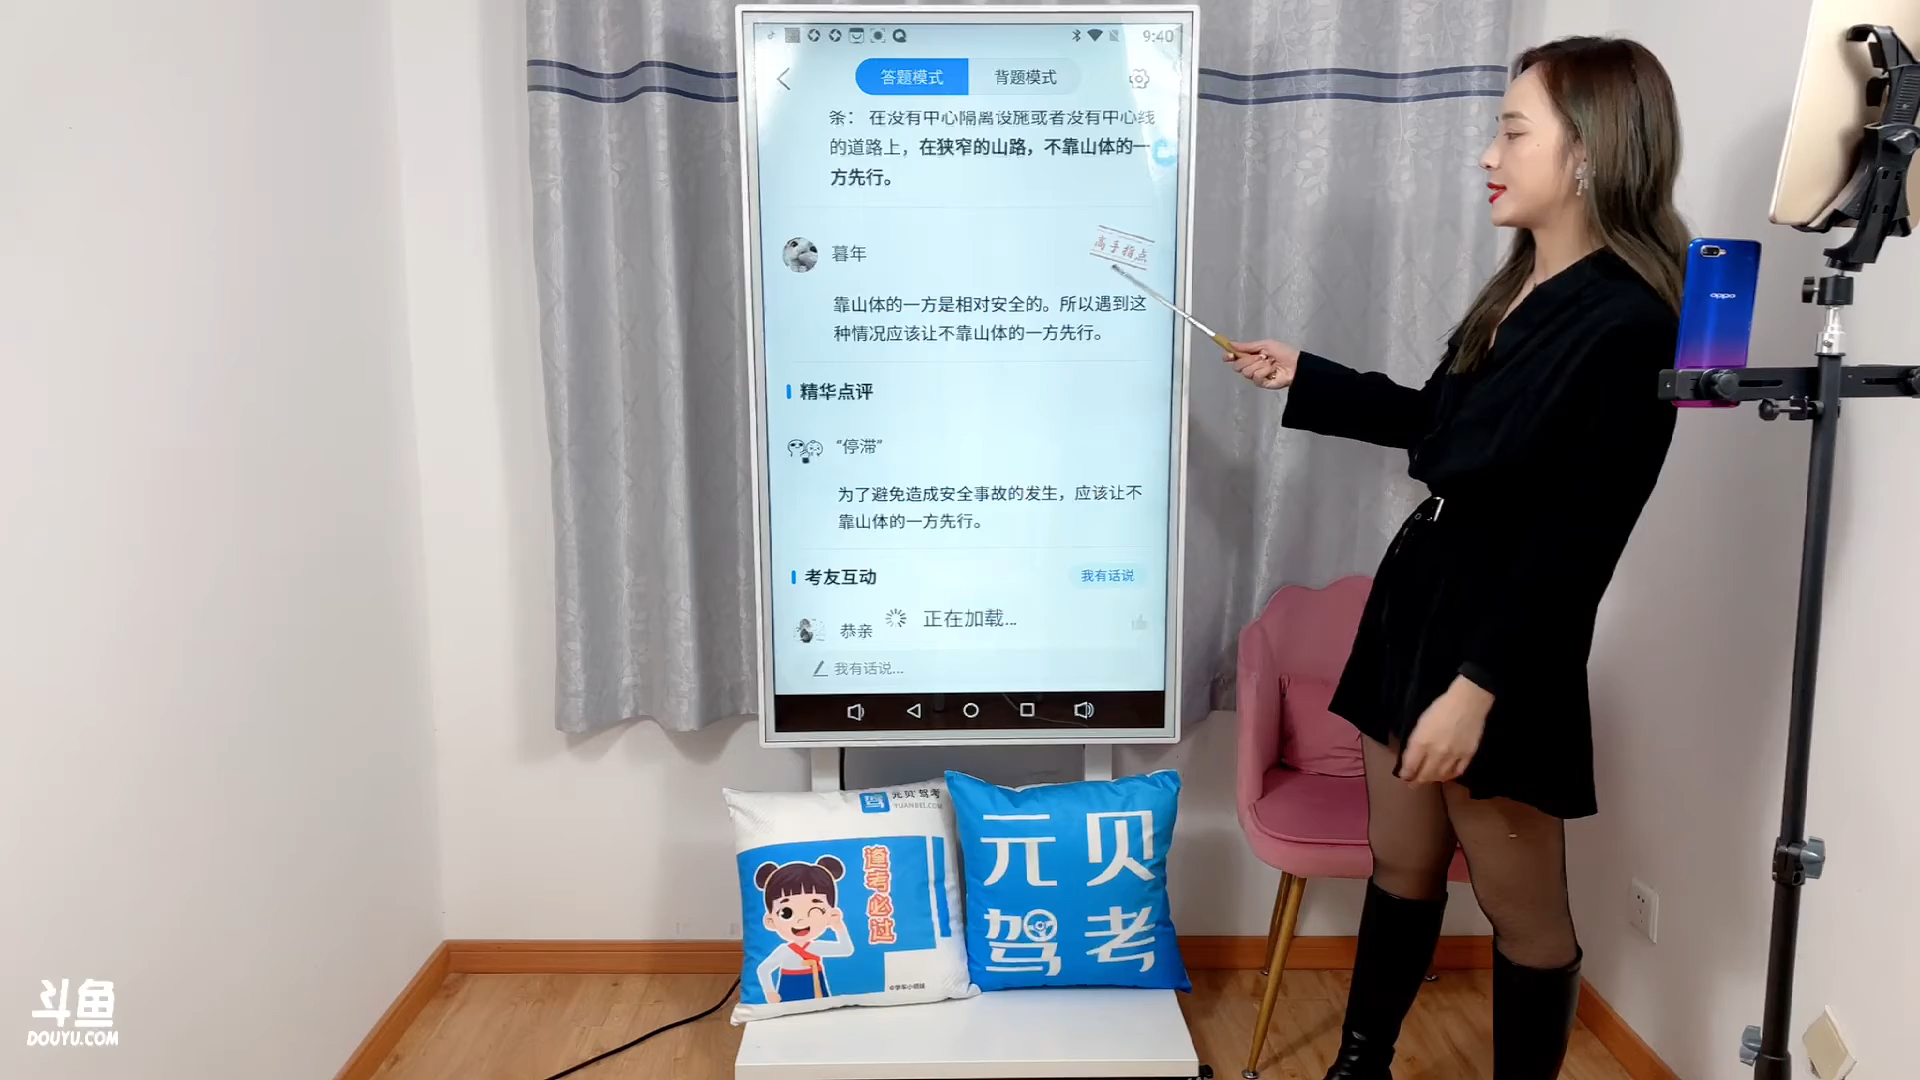 9:40
答题模式
背题模式
条：在没有中心隔离设施或者没有中心线
的道路上，在狭窄的山路，不靠山体的一
方先行。
暮年
高手指点
靠山体的一方是相对安全的。所以遇到这
种情况应该让不靠山体的一方先行。
精华点评
“停滞”
为了避免造成安全事故的发生，应该让不
靠山体的一方先行。
考友互动
我有话说
恭亲
正在加载...
我有话说...
oppo
驾
元贝驾考
YUANBEI.COM
逢考必过
元贝
驾考
斗鱼
DOUYU.COM